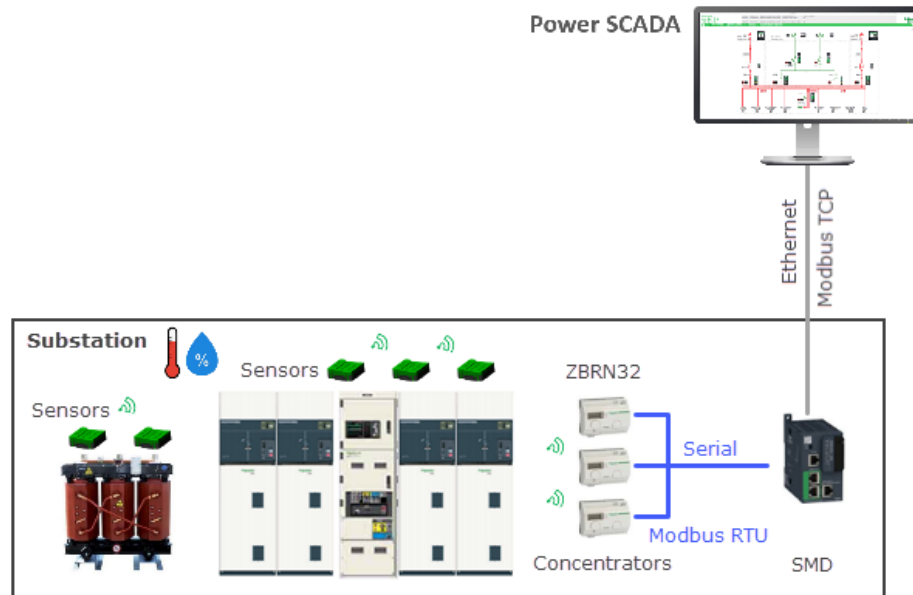 Power SCADA
Ethernet
Modbus TCP
Substation
%
Sensors
ZBRN32
Sensors
Serial
Modbus RTU
Concentrators
SMD